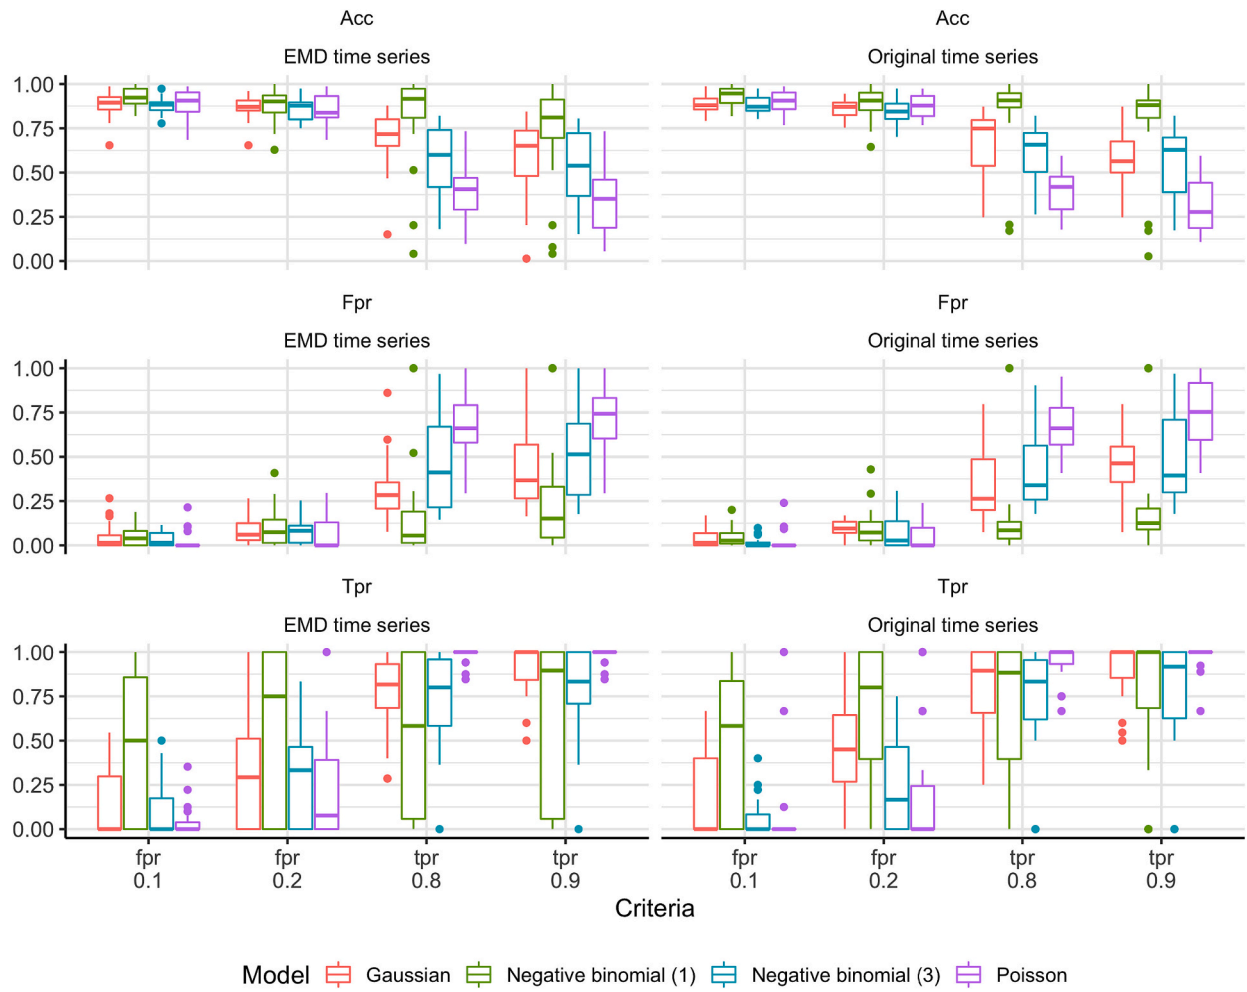 Acc
Acc
EMD time series
Original time series
1.00
0.75
0.50
0.25
0.00
Fpr
Fpr
EMD time series
Original time series
1.00
0.75
0.50
0.25
0.00
Tpr
Tpr
EMD time series
Original time series
1.00
0.75
0.50
0.25
0.00
fpr fpr tpr tpr fpr fpr tpr tpr
0.1 0.2 0.8 0.9 0.1 0.2 0.8 0.9
Criteria
Model Gaussian Negative binomial (1) Negative binomial (3) Poisson